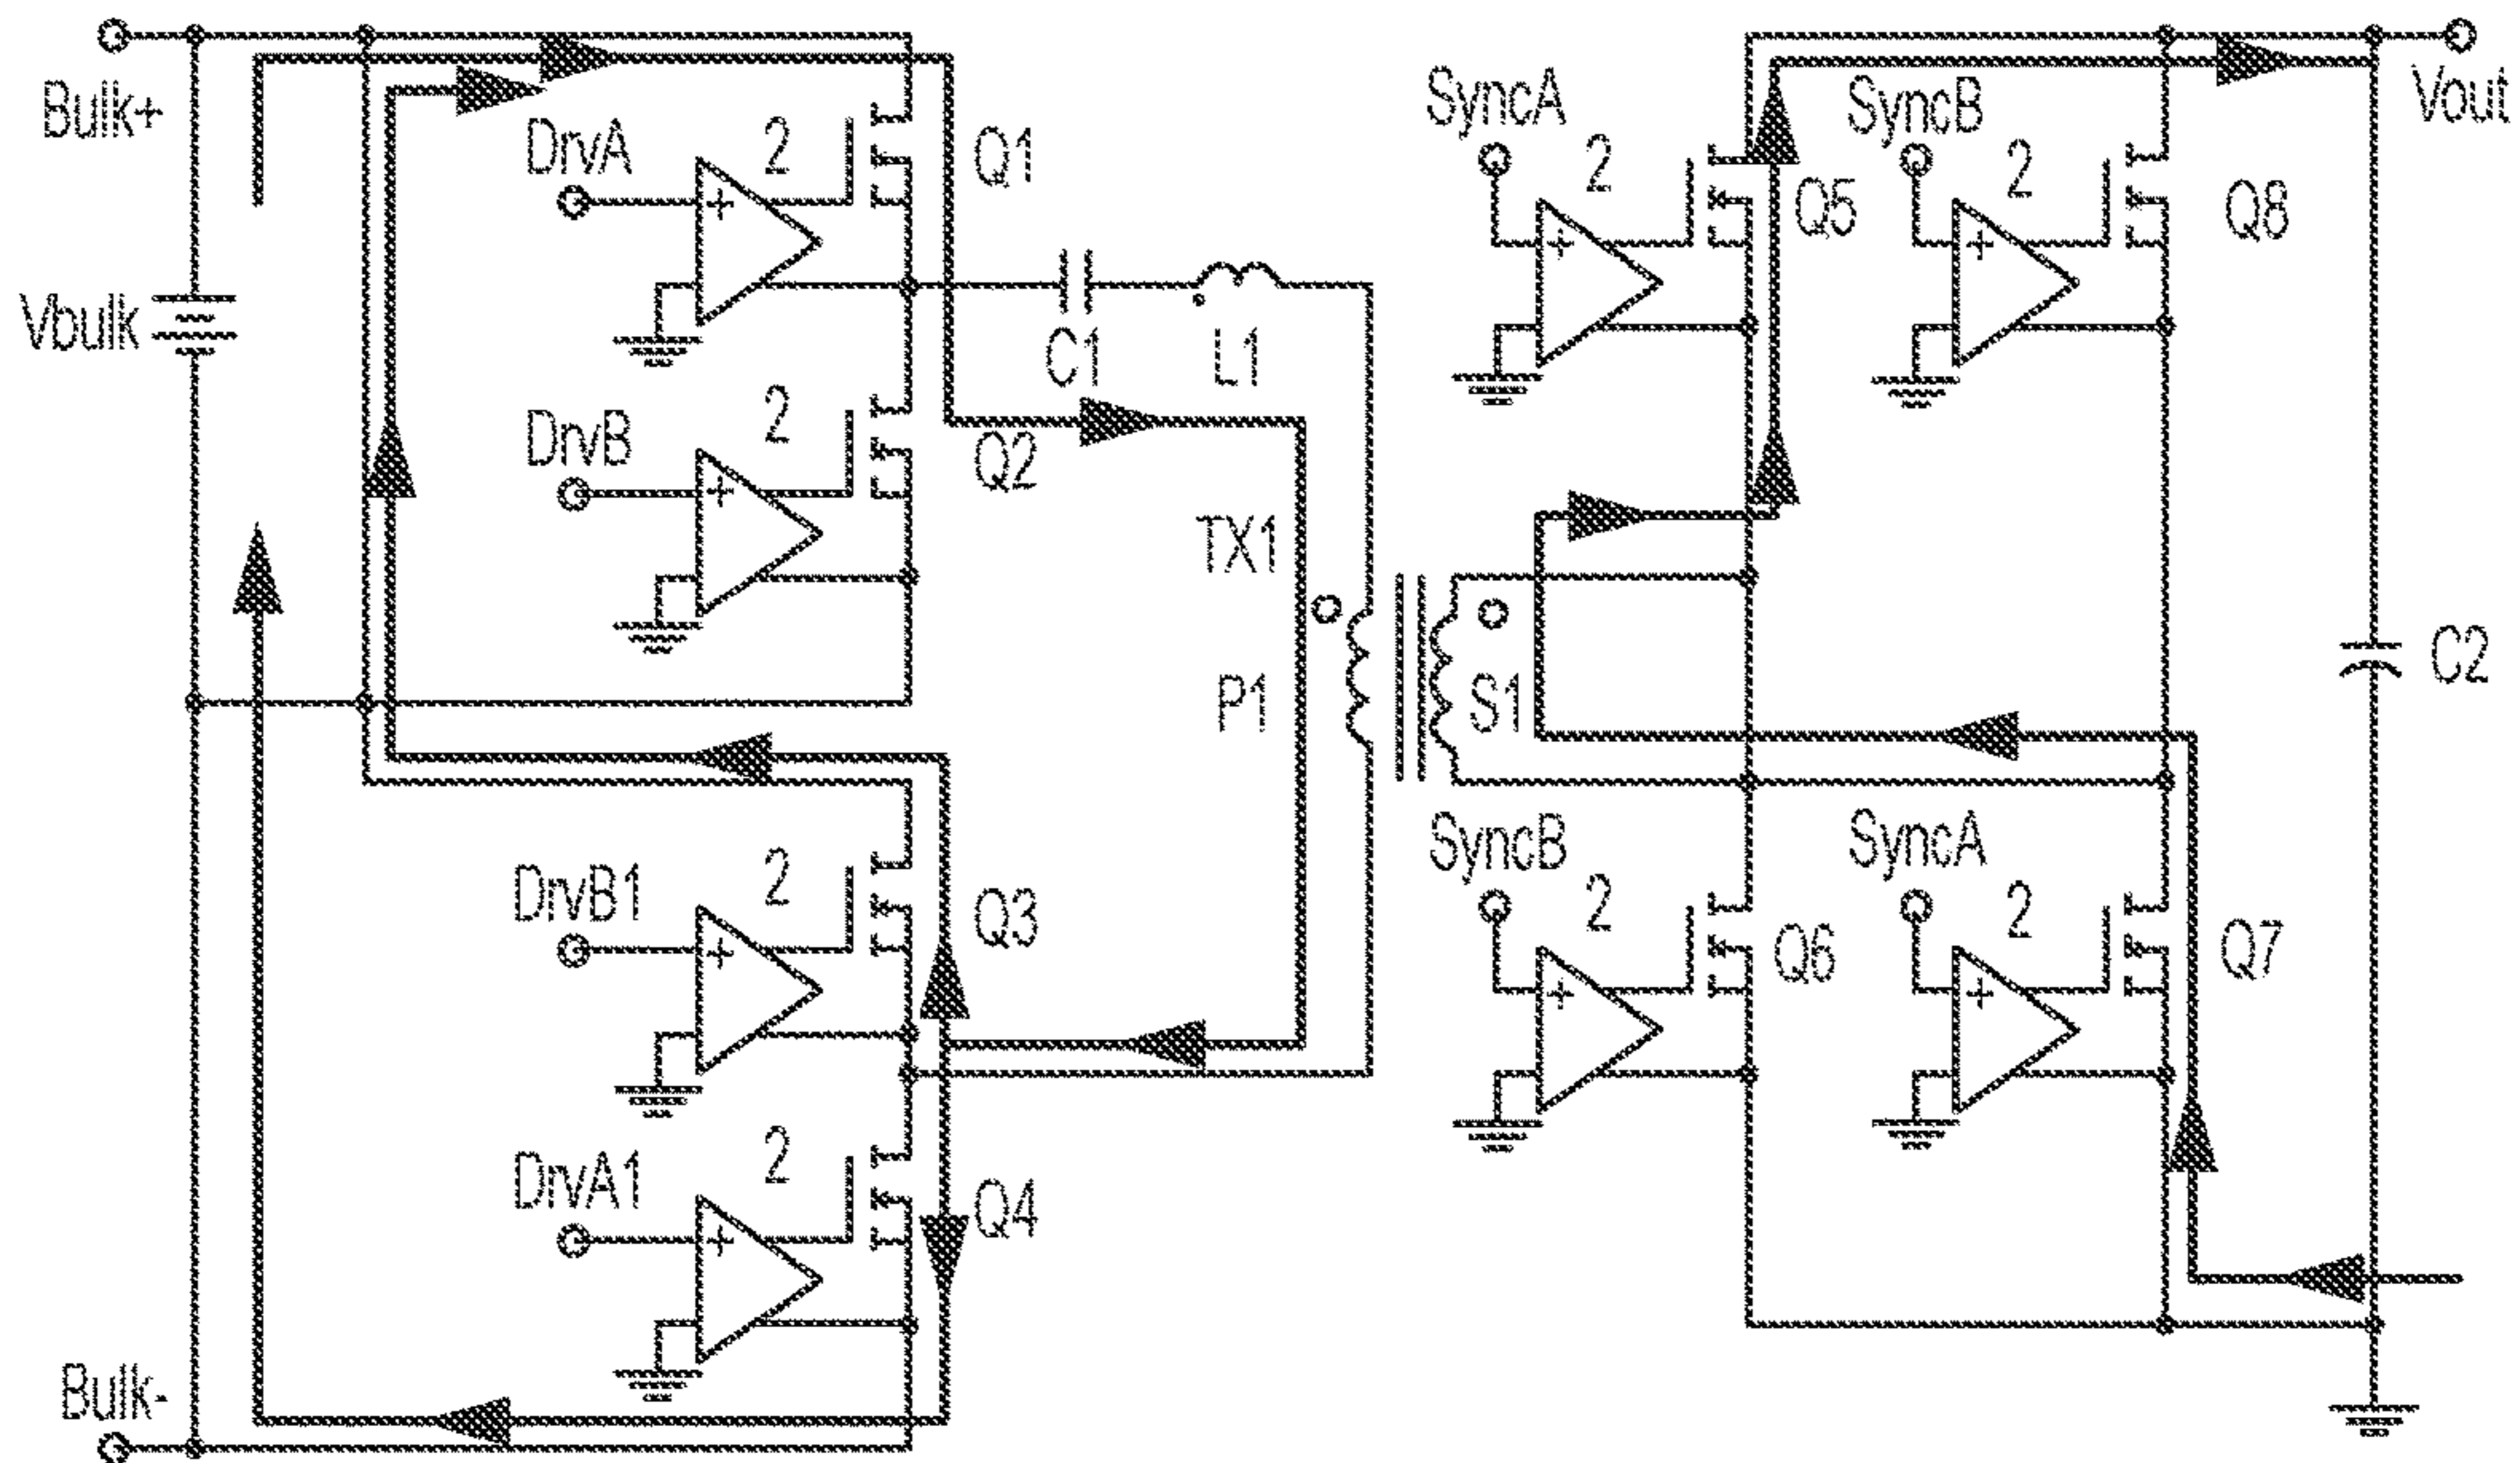 Bulk+
Vbulk
Bulk-
DrvA
2
Q1
DrvB
2
Q2
C1
L1
TX1
P1
S1
DrvB1
2
Q3
DrvA1
2
Q4
SyncA
2
Q5
SyncB
2
Q8
Vout
C2
SyncB
2
Q6
SyncA
2
Q7